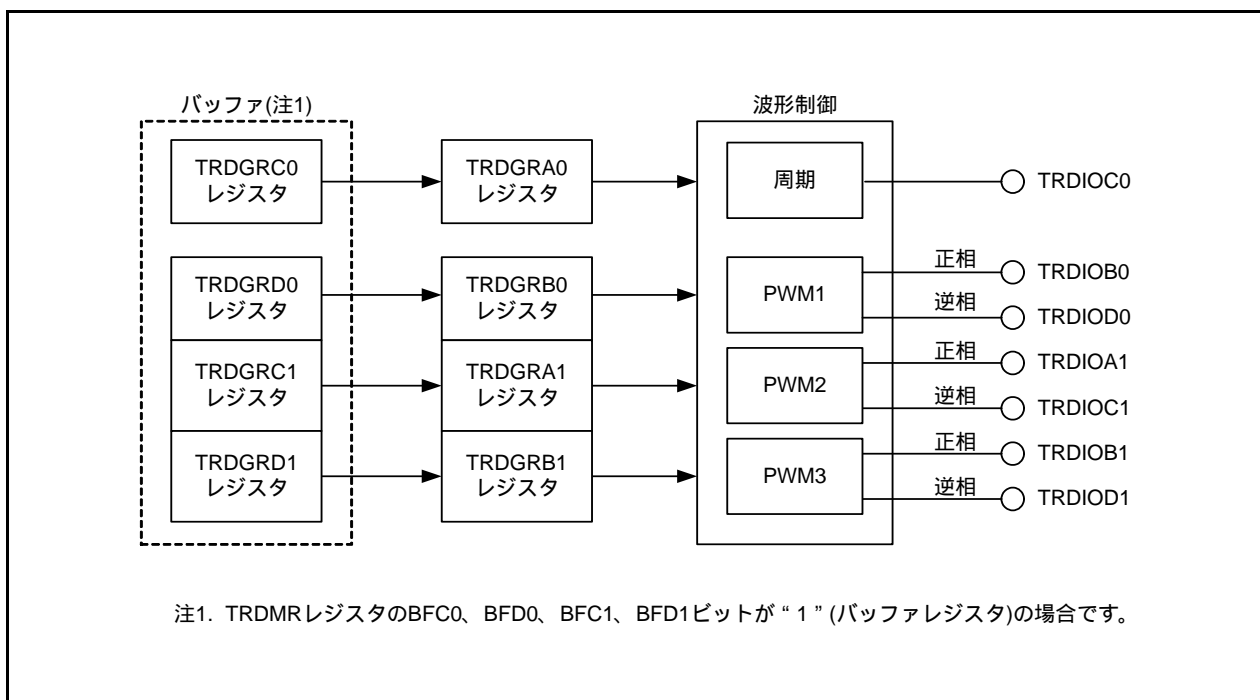 バッファ(注1)
波形制御
TRDGRC0
レジスタ
TRDGRA0
レジスタ
周期
TRDIOC0
TRDGRD0
レジスタ
TRDGRB0
レジスタ
PWM1
正相
TRDIOB0
逆相
TRDIOD0
TRDGRC1
レジスタ
TRDGRA1
レジスタ
PWM2
正相
TRDIOA1
逆相
TRDIOC1
TRDGRD1
レジスタ
TRDGRB1
レジスタ
PWM3
正相
TRDIOB1
逆相
TRDIOD1
注1. TRDMRレジスタのBFC0、BFD0、BFC1、BFD1ビットが“1”(バッファレジスタ)の場合です。